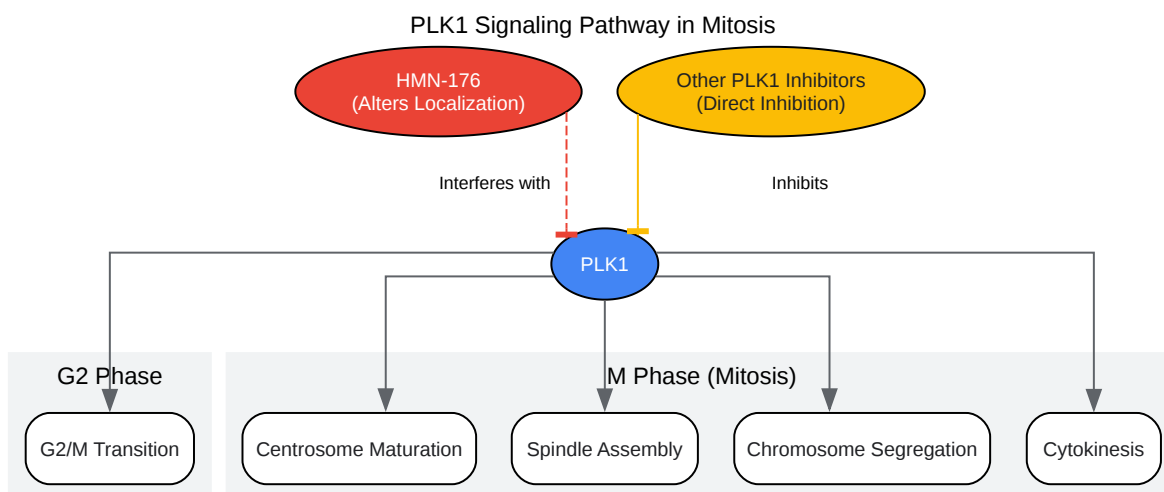 PLK1 Signaling Pathway in Mitosis
HMN-176
(Alters Localization)
Other PLK1 Inhibitors
(Direct Inhibition)
Interferes with
Inhibits
PLK1
G2 Phase
M Phase (Mitosis)
G2/M Transition
Centrosome Maturation
Spindle Assembly
Chromosome Segregation
Cytokinesis